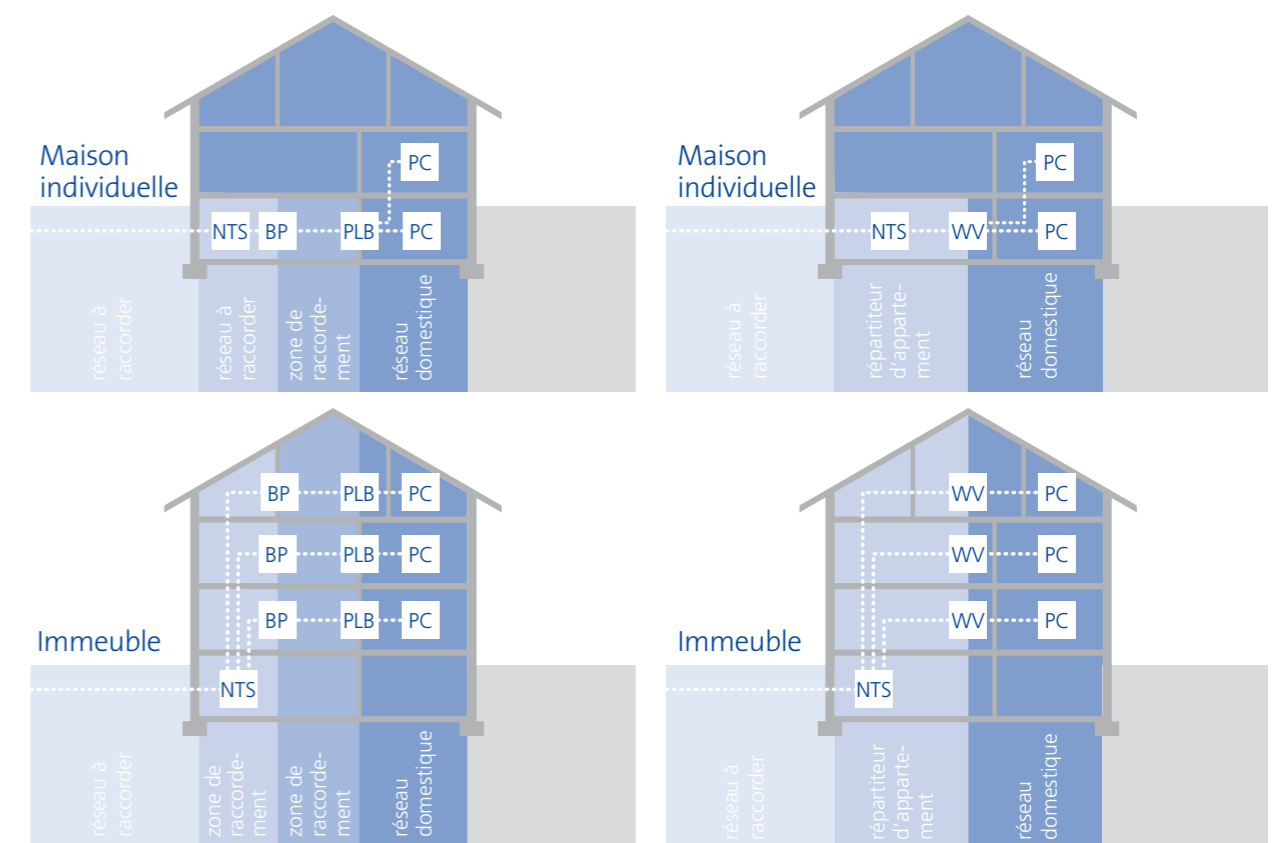 Maison
individuelle
PC
NTS BP PLB PC
réseau à
raccorder
réseau à
raccorder
zone de
raccorde-
ment
réseau
domestique
Maison
individuelle
PC
NTS WV PC
réseau à
raccorder
répartiteur
d'apparte-
ment
réseau
domestique
Immeuble
BP PLB PC
BP PLB PC
BP PLB PC
NTS
réseau à
raccorder
zone de
raccorde-
ment
zone de
raccorde-
ment
réseau
domestique
Immeuble
WV PC
WV PC
WV PC
NTS
réseau à
raccorder
répartiteur
d'apparte-
ment
réseau
domestique